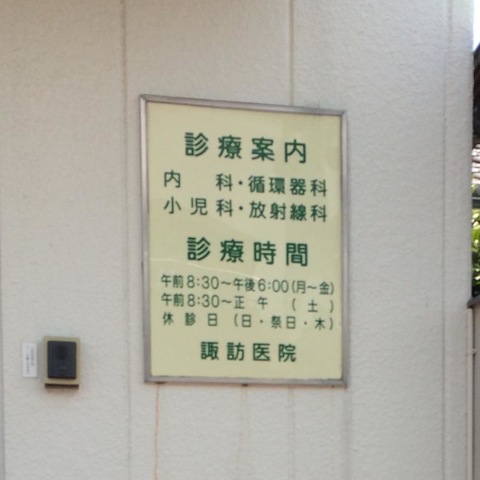 診療案内
内　科・循環器科
小児科・放射線科
診療時間
午前8:30〜午後6:00(月〜金)
午前8:30〜正　午　(　土　)
休　診　日　(日・祭日・木)
諏訪医院